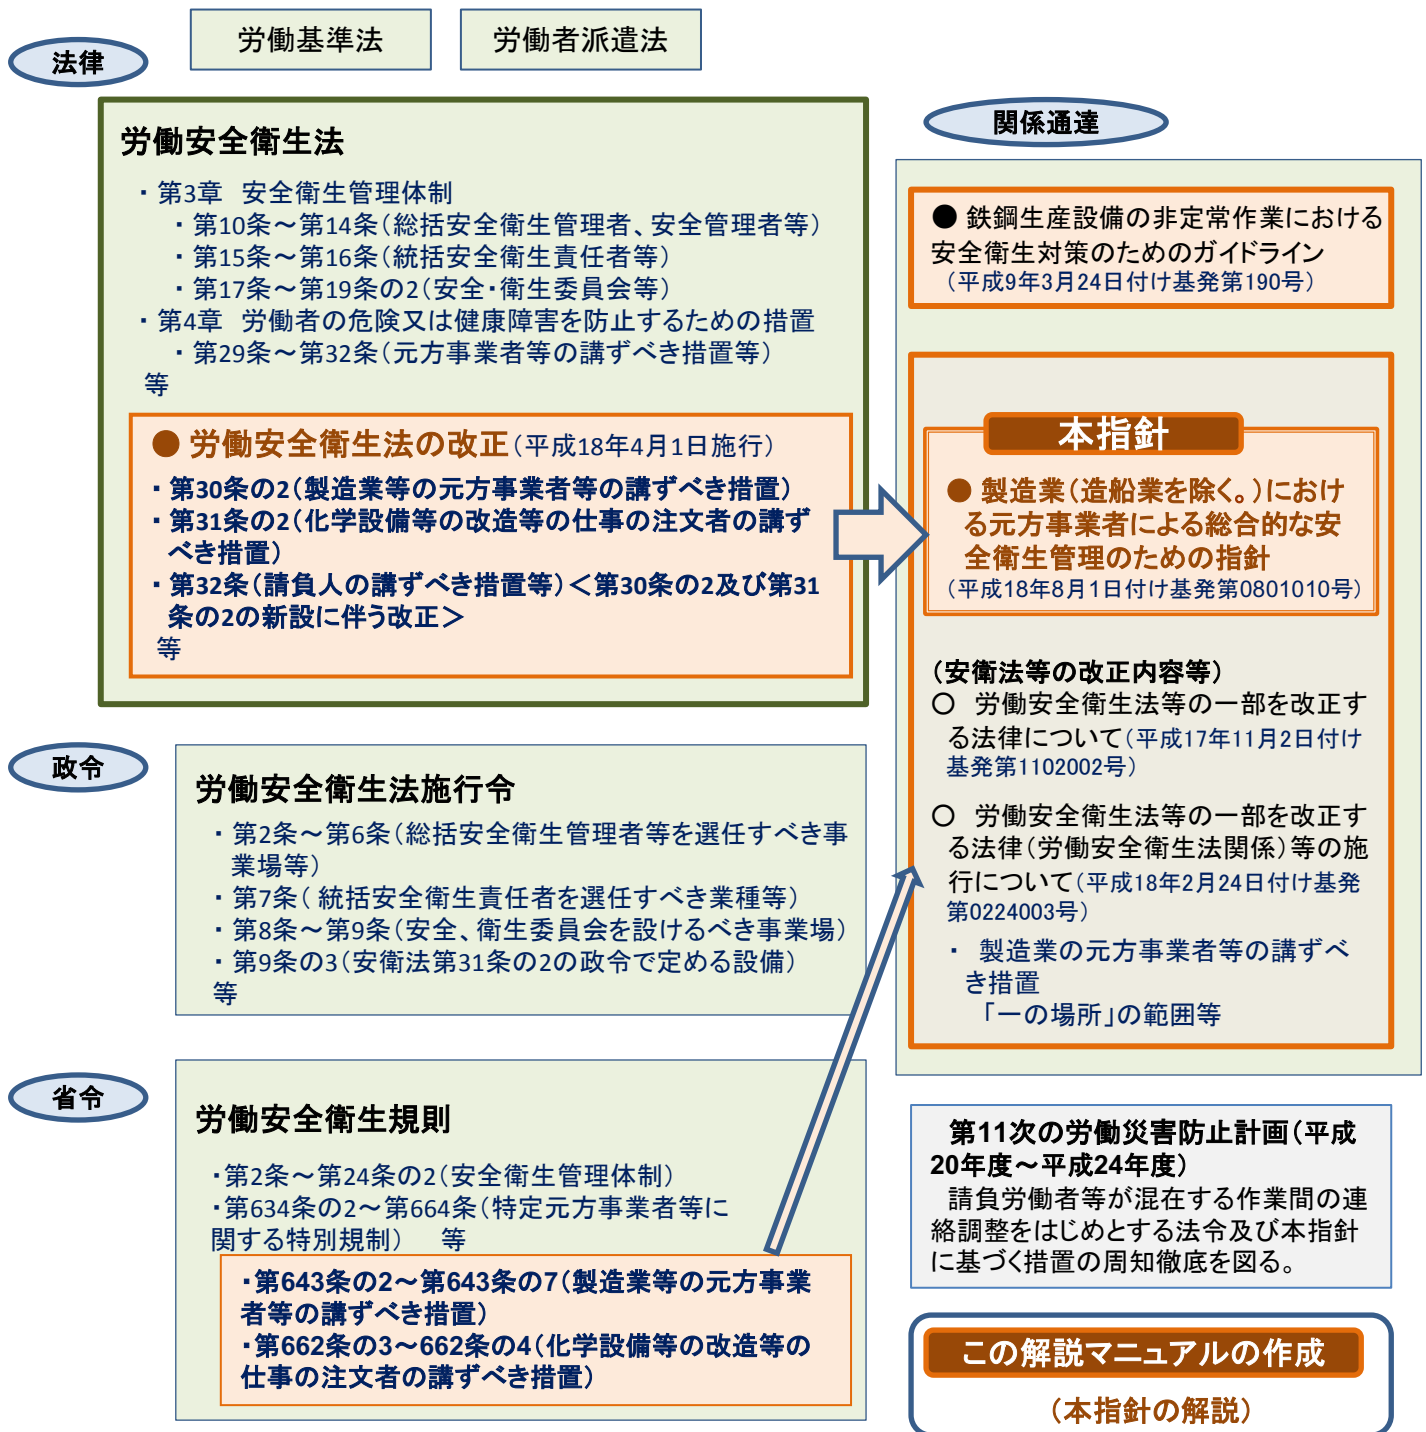 労働基準法
労働者派遣法
法律
労働安全衛生法
・第3章　安全衛生管理体制
・第10条～第14条（総括安全衛生管理者、安全管理者等）
・第15条～第16条（統括安全衛生責任者等）
・第17条～第19条の2（安全・衛生委員会等）
・第4章　労働者の危険又は健康障害を防止するための措置
・第29条～第32条（元方事業者等の講ずべき措置等）
等
● 労働安全衛生法の改正（平成18年4月1日施行）
・第30条の2（製造業等の元方事業者等の講ずべき措置）
・第31条の2（化学設備等の改造等の仕事の注文者の講ず
べき措置）
・第32条（請負人の講ずべき措置等）＜第30条の2及び第31
条の2の新設に伴う改正＞
等
政令
労働安全衛生法施行令
・第2条～第6条（総括安全衛生管理者等を選任すべき事
業場等）
・第7条（ 統括安全衛生責任者を選任すべき業種等）
・第8条～第9条（安全、衛生委員会を設けるべき事業場）
・第9条の3（安衛法第31条の2の政令で定める設備）
等
省令
労働安全衛生規則
・第2条～第24条の2（安全衛生管理体制）
・第634条の2～第664条（特定元方事業者等に
関する特別規制）　等
・第643条の2～第643条の7（製造業等の元方事業
者等の講ずべき措置）
・第662条の3～662条の4（化学設備等の改造等の
仕事の注文者の講ずべき措置）
関係通達
● 鉄鋼生産設備の非定常作業における
安全衛生対策のためのガイドライン
（平成9年3月24日付け基発第190号）
本指針
● 製造業（造船業を除く。）におけ
る元方事業者による総合的な安
全衛生管理のための指針
（平成18年8月1日付け基発第0801010号）
（安衛法等の改正内容等）
○　労働安全衛生法等の一部を改正す
る法律について（平成17年11月2日付け
基発第1102002号）
○　労働安全衛生法等の一部を改正す
る法律（労働安全衛生法関係）等の施
行について（平成18年2月24日付け基発
第0224003号）
・　製造業の元方事業者等の講ずべ
き措置
「一の場所」の範囲等
第11次の労働災害防止計画（平成
20年度～平成24年度）
請負労働者等が混在する作業間の連
絡調整をはじめとする法令及び本指針
に基づく措置の周知徹底を図る。
この解説マニュアルの作成
（本指針の解説）